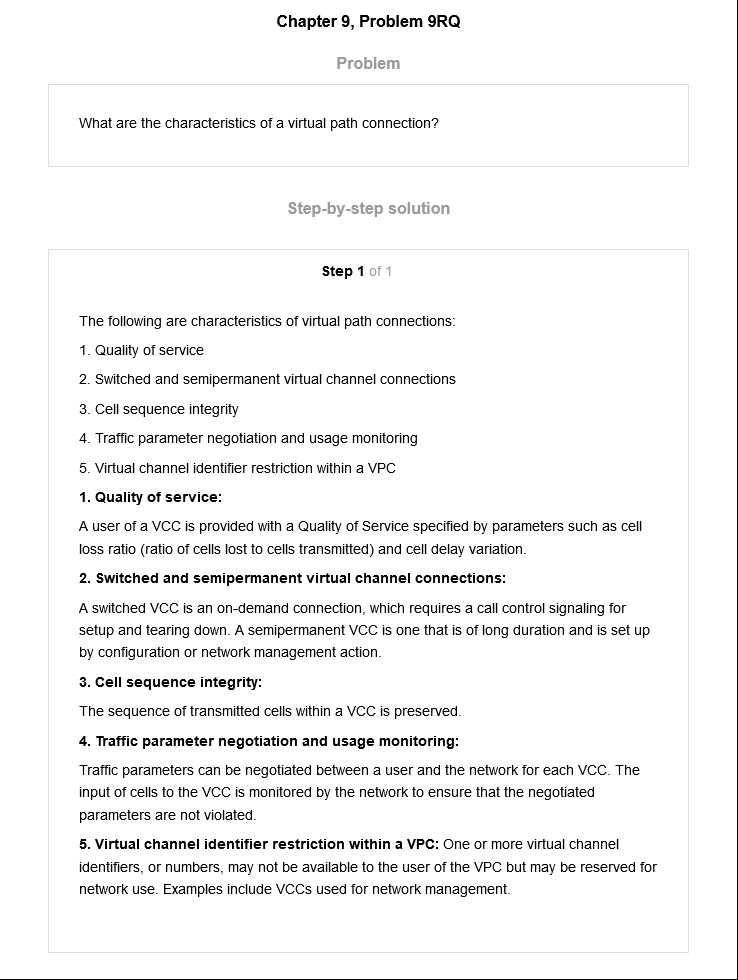 Chapter 9, Problem 9RQ
Problem
What are the characteristics of a virtual path connection?
Step-by-step solution
Step 1 of 1
The following are characteristics of virtual path connections:
1. Quality of service
2. Switched and semipermanent virtual channel connections
3. Cell sequence integrity
4. Traffic parameter negotiation and usage monitoring
5. Virtual channel identifier restriction within a VPC
1. Quality of service:
A user of a VCC is provided with a Quality of Service specified by parameters such as cell
loss ratio (ratio of cells lost to cells transmitted) and cell delay variation.
2. Switched and semipermanent virtual channel connections:
A switched VCC is an on-demand connection, which requires a call control signaling for
setup and tearing down. A semipermanent VCC is one that is of long duration and is set up
by configuration or network management action.
3. Cell sequence integrity:
The sequence of transmitted cells within a VCC is preserved.
4. Traffic parameter negotiation and usage monitoring:
Traffic parameters can be negotiated between a user and the network for each VCC. The
input of cells to the VCC is monitored by the network to ensure that the negotiated
parameters are not violated.
5. Virtual channel identifier restriction within a VPC: One or more virtual channel
identifiers, or numbers, may not be available to the user of the VPC but may be reserved for
network use. Examples include VCCs used for network management.